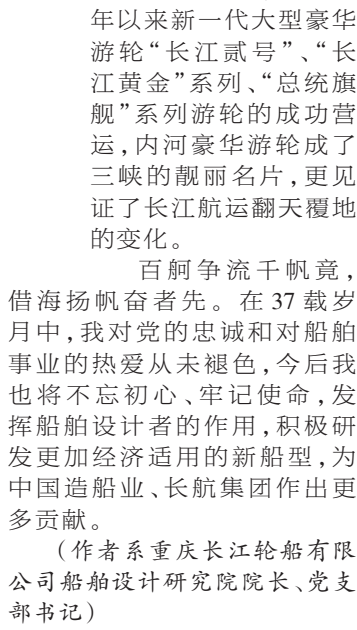 年以来新一代大型豪华
游轮“长江贰号”、“长
江黄金”系列、“总统旗
舰”系列游轮的成功营
运,内河豪华游轮成了
三峡的靓丽名片,更见
证了长江航运翻天覆地
的变化。
百舸争流千帆竟,
借海扬帆奋者先。在 37 载岁
月中,我对党的忠诚和对船舶
事业的热爱从未褪色,今后我
也将不忘初心、牢记使命,发
挥船舶设计者的作用,积极研
发更加经济适用的新船型,为
中国造船业、长航集团作出更
多贡献。
(作者系重庆长江轮船有限
公司船舶设计研究院院长、党支
部书记)